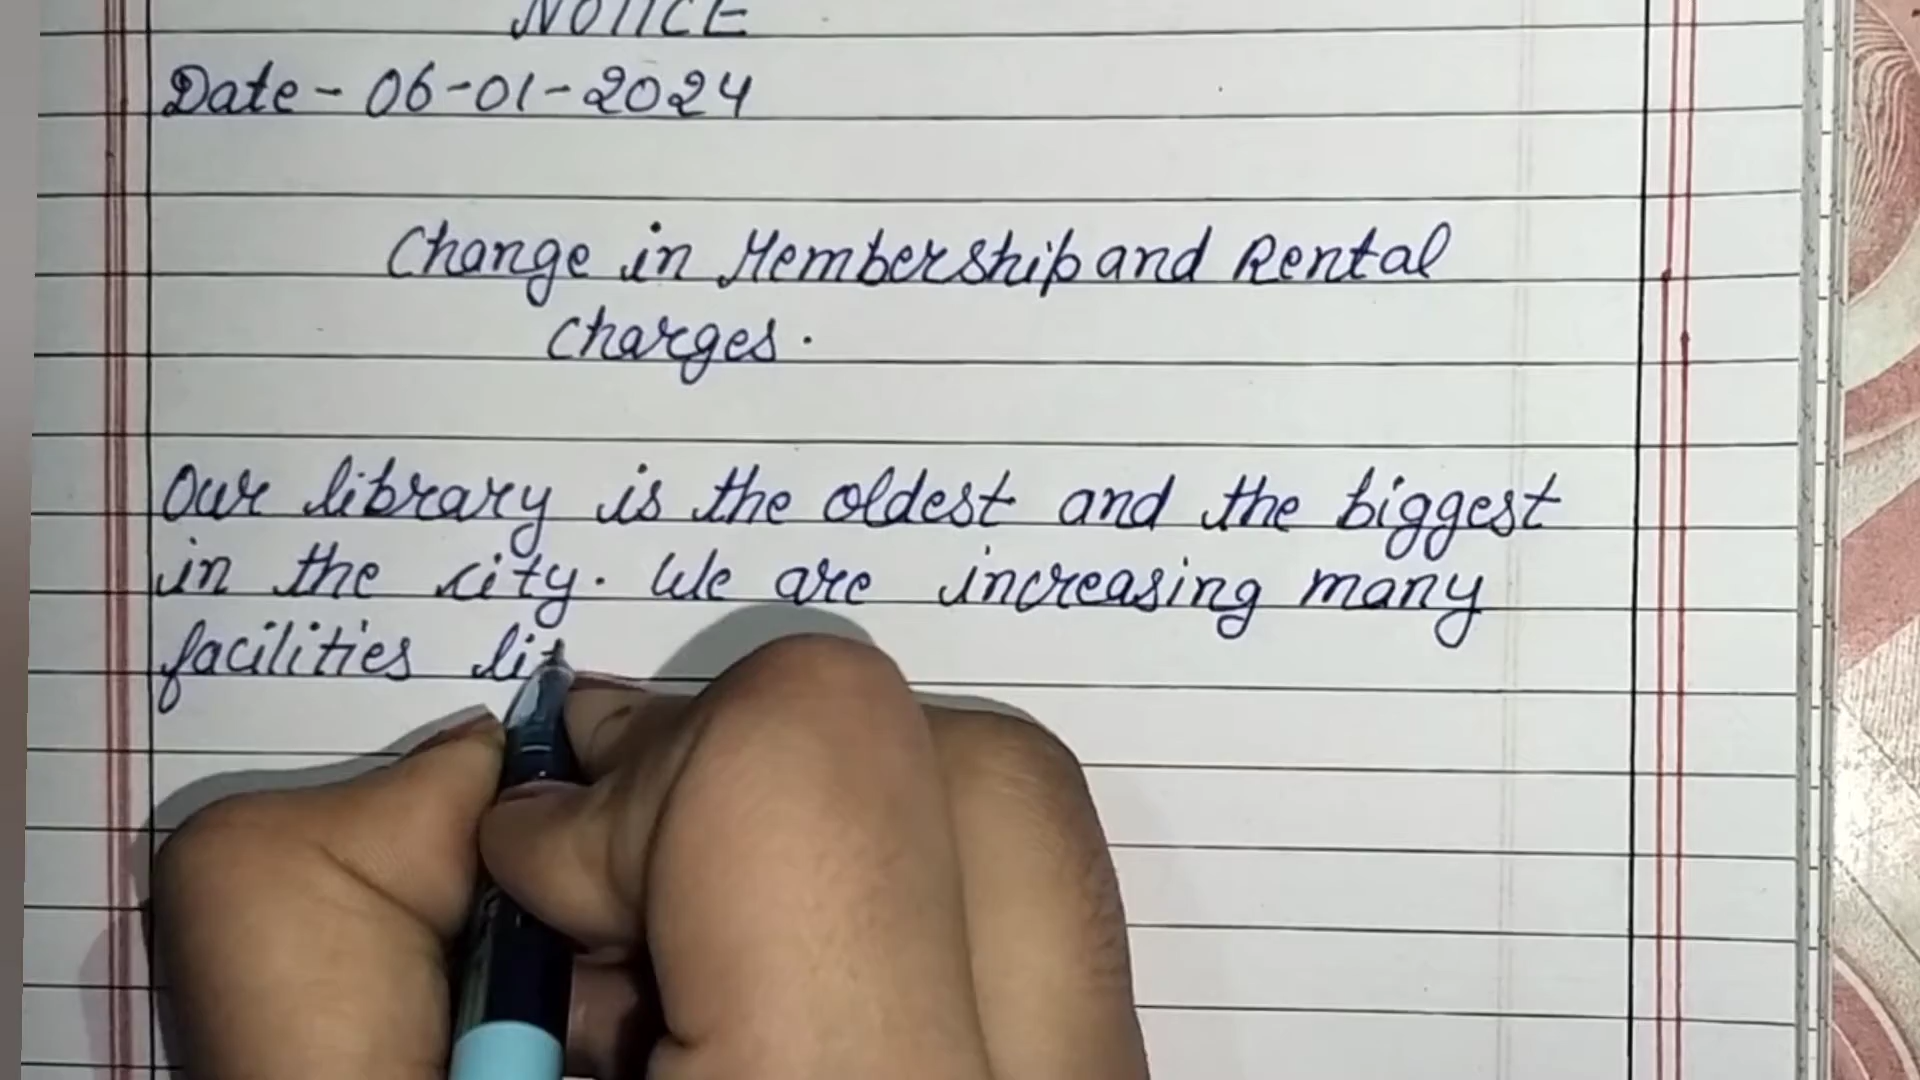 NOTICE
Date - 06-01-2024
Change in Membership and Rental
Charges.
Our library is the oldest and the biggest
in the city. We are increasing many
facilities